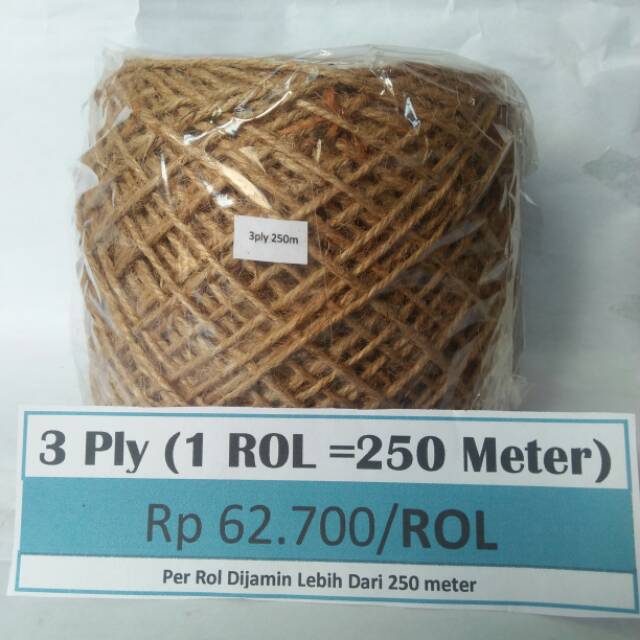 3ply 250m
3 Ply (1 ROL =250 Meter)
Rp 62.700/ROL
Per Rol Dijamin Lebih Dari 250 meter